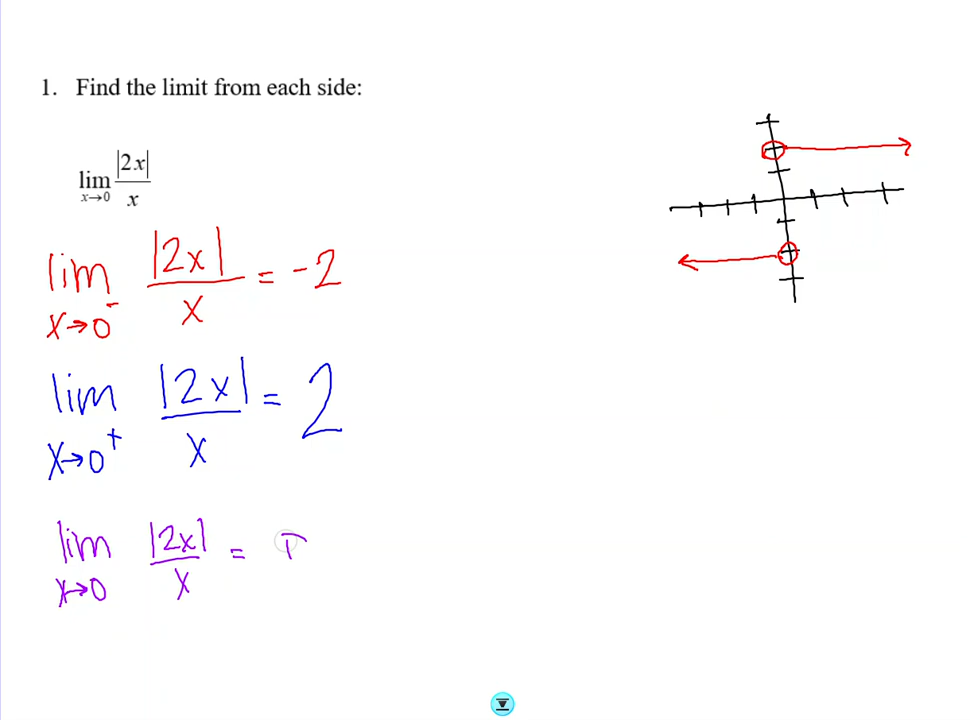 1. Find the limit from each side:
lim x→0 |2x|/x
lim x→0⁻ |2x|/x = -2
lim x→0⁺ |2x|/x = 2
lim x→0 |2x|/x =